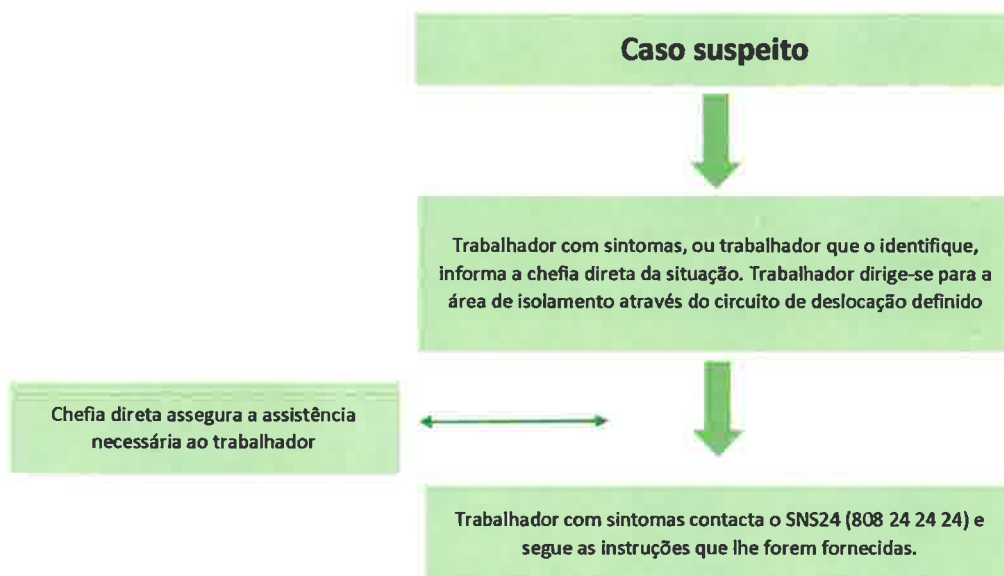 Caso suspeito
Trabalhador com sintomas, ou trabalhador que o identifique,
informa a chefia direta da situação. Trabalhador dirige-se para a
área de isolamento através do circuito de deslocação definido
Chefia direta assegura a assistência
necessária ao trabalhador
Trabalhador com sintomas contacta o SNS24 (808 24 24 24) e
segue as instruções que lhe forem fornecidas.